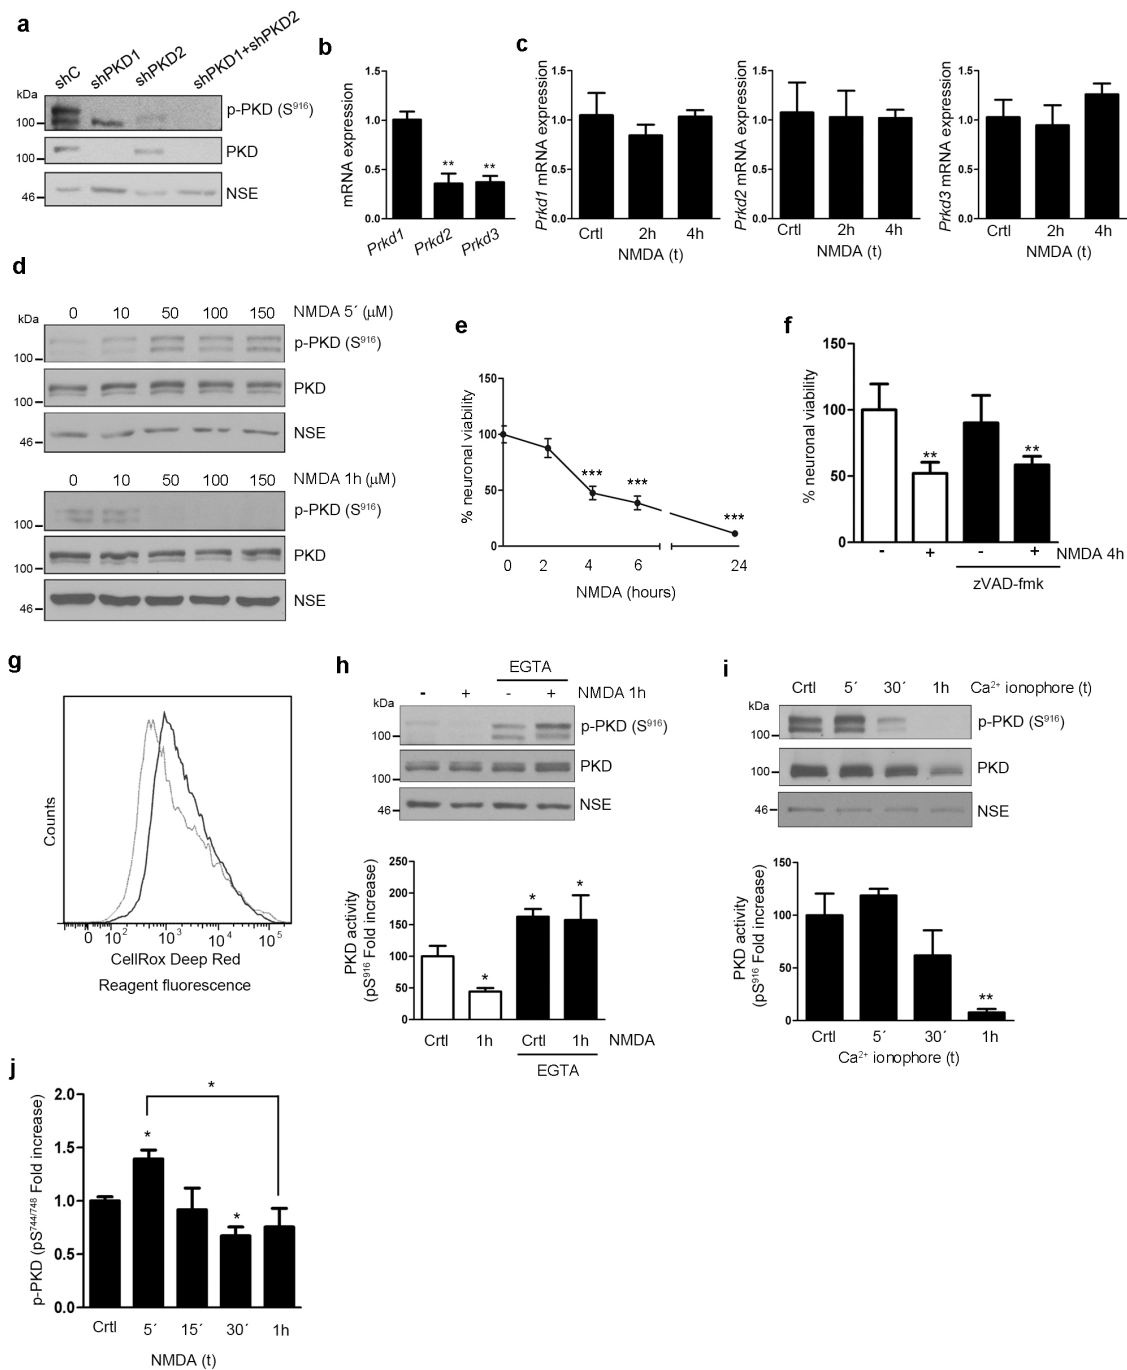 a
shC shPKD1 shPKD2 shPKD1+shPKD2
kDa
p-PKD (S⁹¹⁶)
100
PKD
100
NSE
46
b
mRNA expression
1.5
1.0
0.5
0.0
** **
Prkd1 Prkd2 Prkd3
c
Prkd1 mRNA expression
1.5
1.0
0.5
0.0
Crtl 2h 4h
NMDA (t)
Prkd2 mRNA expression
1.5
1.0
0.5
0.0
Crtl 2h 4h
NMDA (t)
Prkd3 mRNA expression
1.5
1.0
0.5
0.0
Crtl 2h 4h
NMDA (t)
d
0 10 50 100 150 NMDA 5´ (µM)
kDa
p-PKD (S⁹¹⁶)
100
PKD
100
NSE
46
0 10 50 100 150 NMDA 1h (µM)
p-PKD (S⁹¹⁶)
100
PKD
100
NSE
46
e
% neuronal viability
150
100
50
0
*** *** ***
0 2 4 6 24
NMDA (hours)
f
% neuronal viability
150
100
50
0
** **
- + - + NMDA 4h
zVAD-fmk
g
Counts
0 10² 10³ 10⁴ 10⁵
CellRox Deep Red
Reagent fluorescence
h
EGTA
- + - + NMDA 1h
kDa
p-PKD (S⁹¹⁶)
100
PKD
100
NSE
46
PKD activity
(pS⁹¹⁶ Fold increase)
250
200
150
100
50
0
* * *
Crtl 1h Crtl 1h NMDA
EGTA
i
Crtl 5´ 30´ 1h Ca²⁺ ionophore (t)
kDa
p-PKD (S⁹¹⁶)
100
PKD
100
NSE
46
PKD activity
(pS⁹¹⁶ Fold increase)
150
100
50
0
**
Crtl 5´ 30´ 1h
Ca²⁺ ionophore (t)
j
p-PKD (pS⁷⁴⁴/⁷⁴⁸ Fold increase)
2.0
1.5
1.0
0.5
0.0
*
* *
Crtl 5´ 15´ 30´ 1h
NMDA (t)